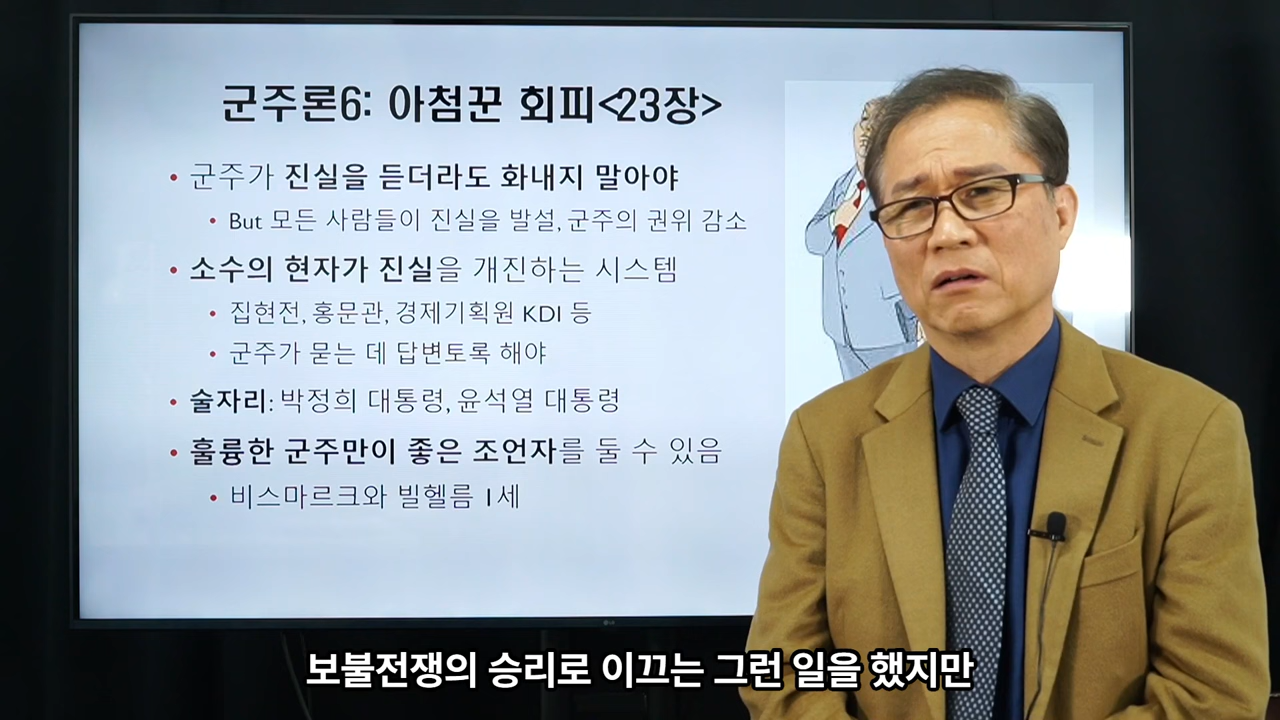 군주론6: 아첨꾼 회피<23장>
• 군주가 진실을 듣더라도 화내지 말아야
• But 모든 사람들이 진실을 발설, 군주의 권위 감소
• 소수의 현자가 진실을 개진하는 시스템
• 집현전, 홍문관, 경제기획원 KDI 등
• 군주가 묻는 데 답변토록 해야
• 술자리: 박정희 대통령, 윤석열 대통령
• 훌륭한 군주만이 좋은 조언자를 둘 수 있음
• 비스마르크와 빌헬름 1세
LG
보불전쟁의 승리로 이끄는 그런 일을 했지만